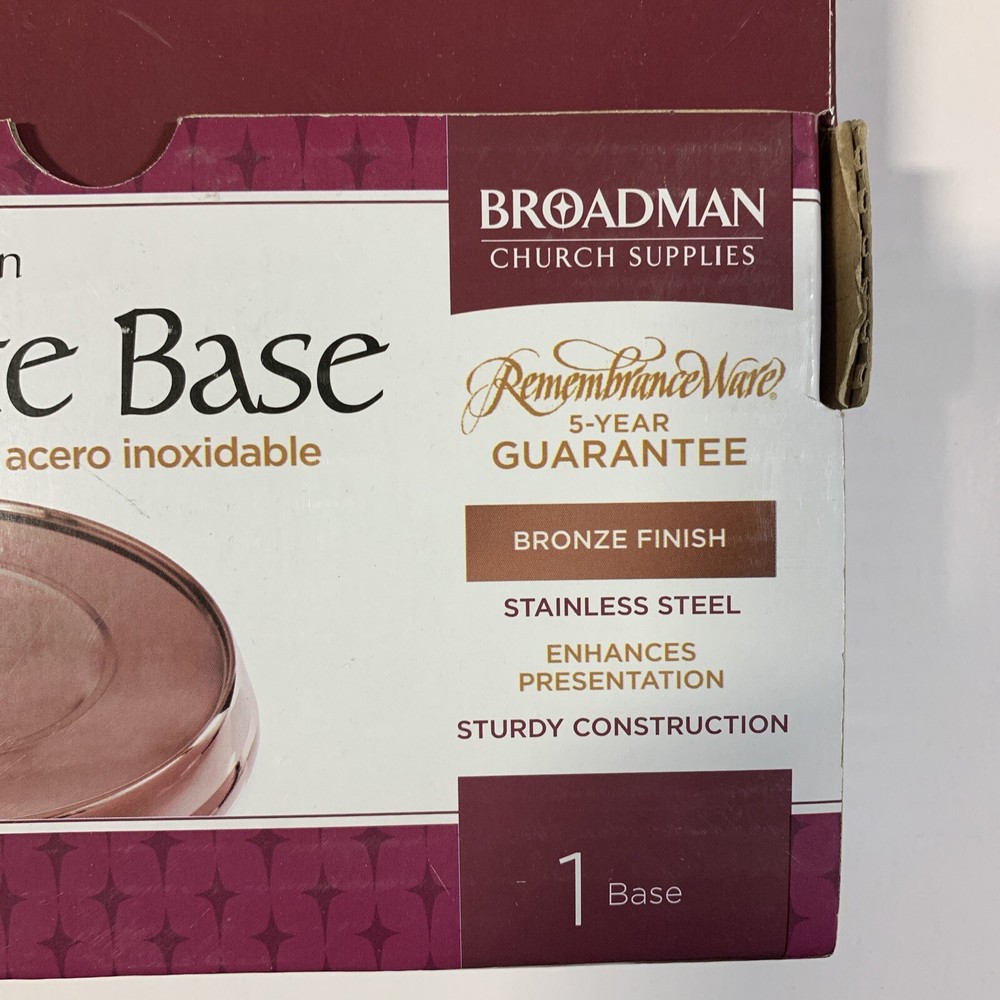 BROADMAN
CHURCH SUPPLIES
n
e Base
acero inoxidable
RemembranceWare®
5-YEAR
GUARANTEE
BRONZE FINISH
STAINLESS STEEL
ENHANCES
PRESENTATION
STURDY CONSTRUCTION
1 Base